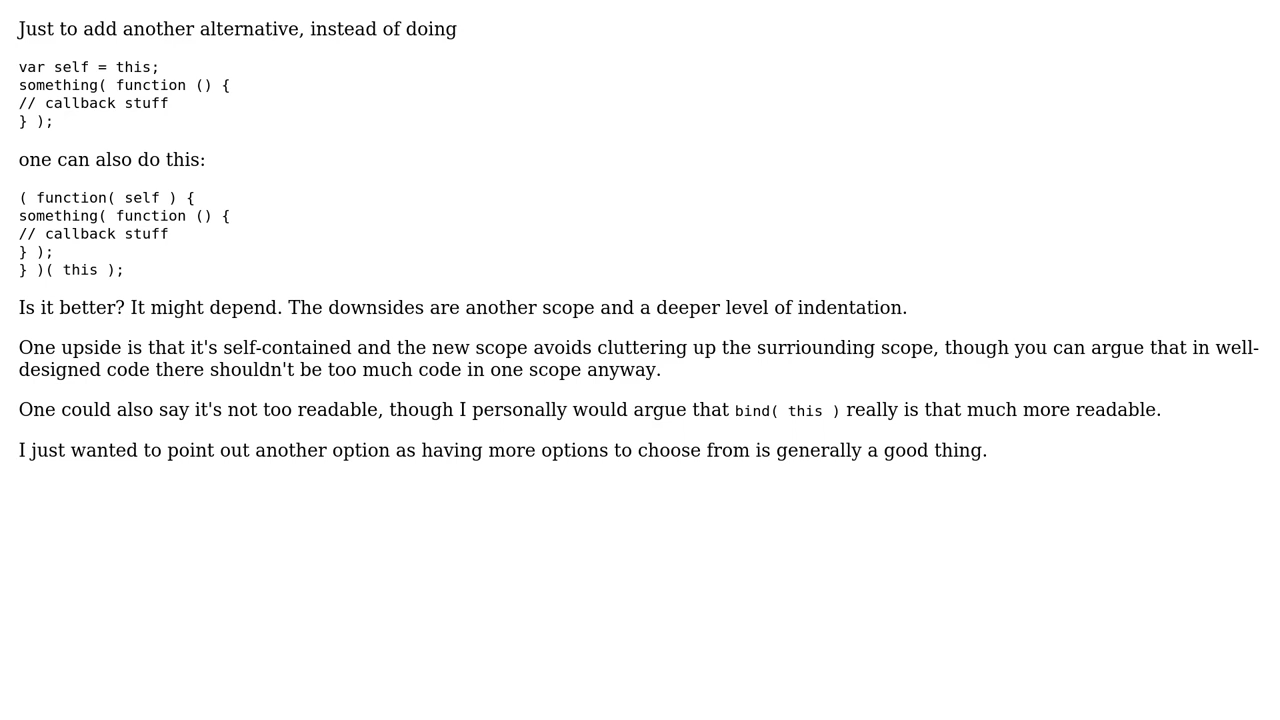 Just to add another alternative, instead of doing
var self = this;
something( function () {
// callback stuff
} );
one can also do this:
( function( self ) {
something( function () {
// callback stuff
} );
} )( this );
Is it better? It might depend. The downsides are another scope and a deeper level of indentation.
One upside is that it's self-contained and the new scope avoids cluttering up the surrounding scope, though you can argue that in well-
designed code there shouldn't be too much code in one scope anyway.
One could also say it's not too readable, though I personally would argue that bind( this ) really is that much more readable.
I just wanted to point out another option as having more options to choose from is generally a good thing.